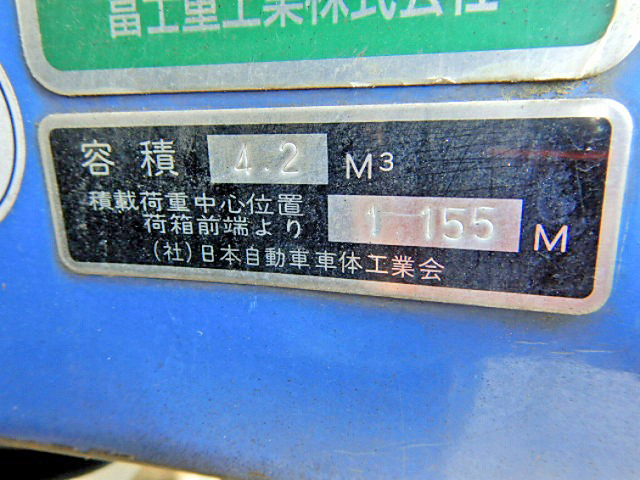 富士重工業株式会社
容積 4.2 M³
積載荷重中心位置
荷箱前端より 1 155 M
(社)日本自動車車体工業会